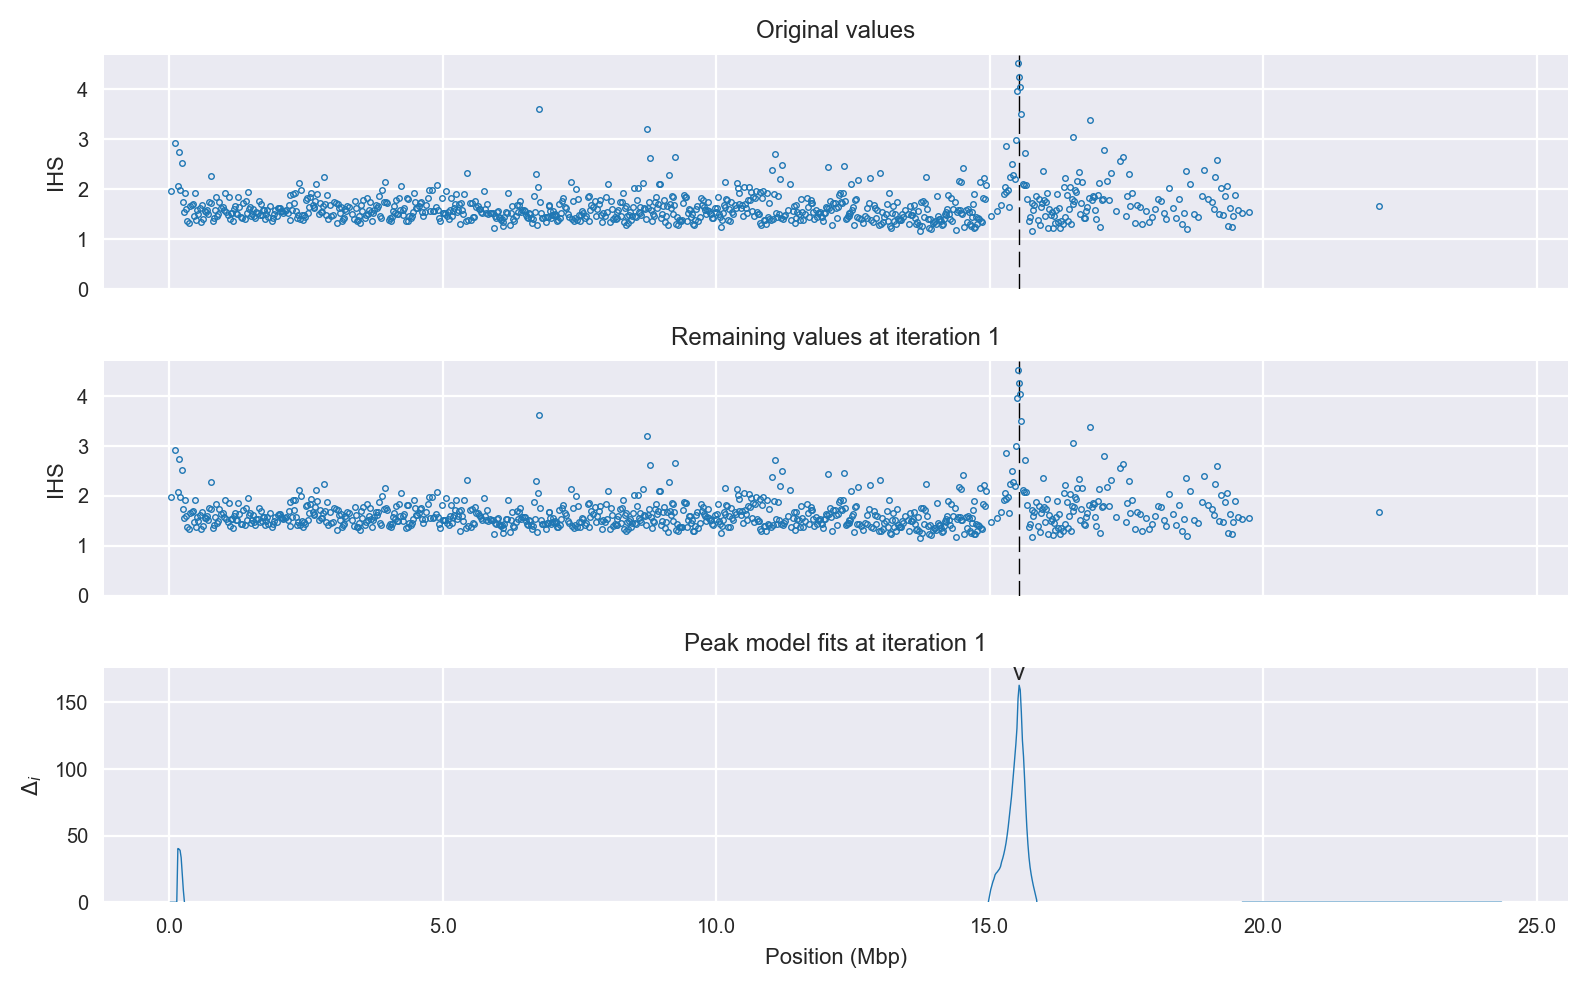 Original values
4
3
2
1
0
IHS
Remaining values at iteration 1
4
3
2
1
0
IHS
Peak model fits at iteration 1
v
150
100
50
0
Δi
0.0 5.0 10.0 15.0 20.0 25.0
Position (Mbp)